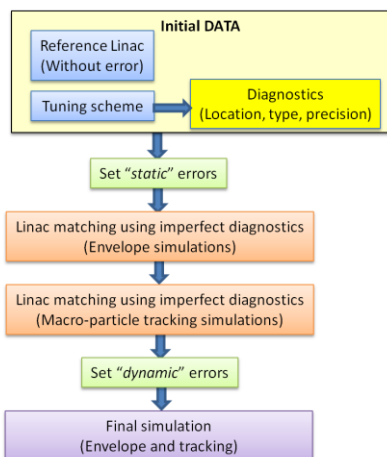 Initial DATA
Reference Linac
(Without error)
Tuning scheme
Diagnostics
(Location, type, precision)
Set “static” errors
Linac matching using imperfect diagnostics
(Envelope simulations)
Linac matching using imperfect diagnostics
(Macro-particle tracking simulations)
Set “dynamic” errors
Final simulation
(Envelope and tracking)